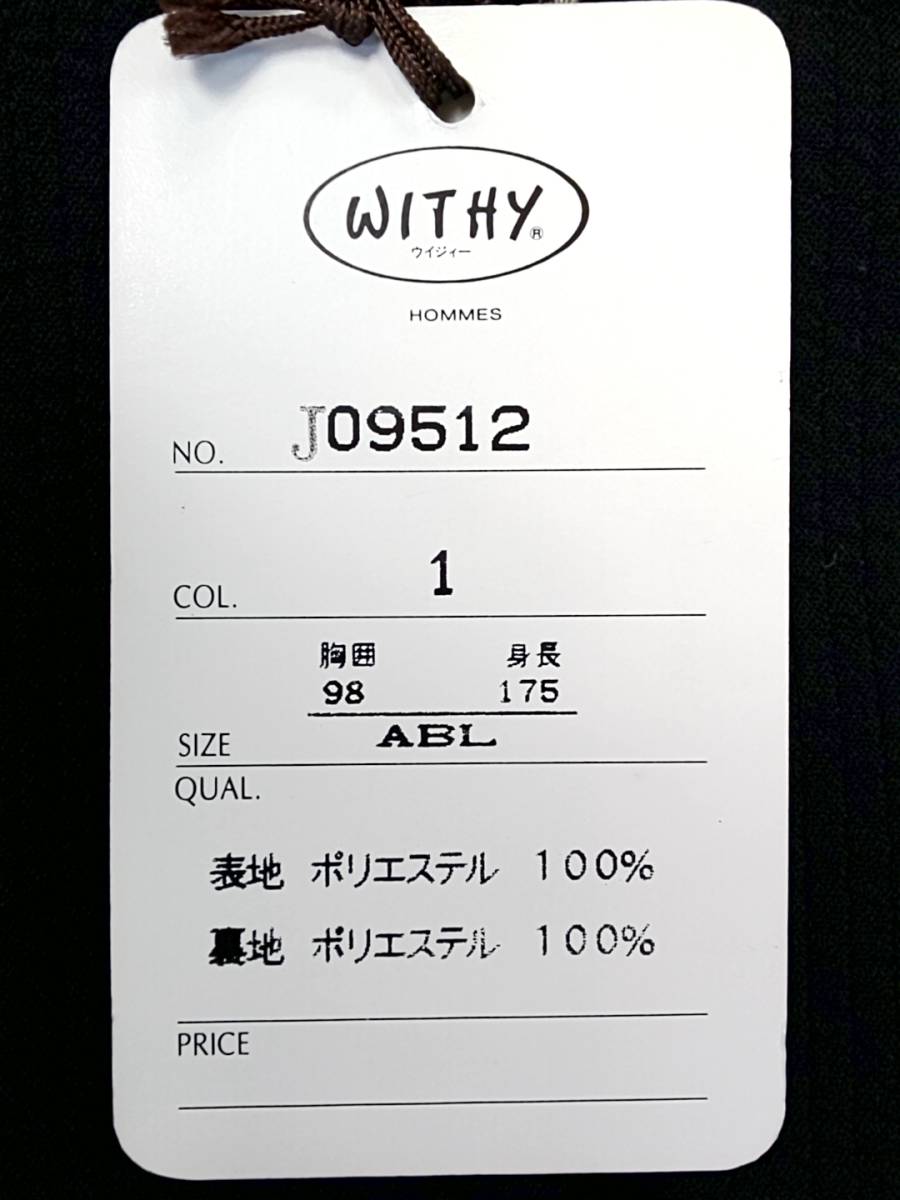 WITHY®
ウイジィー
HOMMES
NO. J09512
COL. 1
胸囲 身長
98 175
SIZE ABL
QUAL.
表地 ポリエステル 100%
裏地 ポリエステル 100%
PRICE